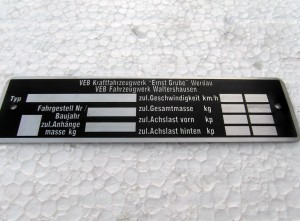 VEB Kraftfahrzeugwerk "Ernst Grube" Werdau
VEB Fahrzeugwerk Waltershausen
Typ zul.Geschwindigkeit km/h
Fahrgestell Nr/ zul.Gesamtmasse kg
Baujahr
zul.Achslast vorn kp
zul.Anhänge
masse kg zul.Achslast hinten kp